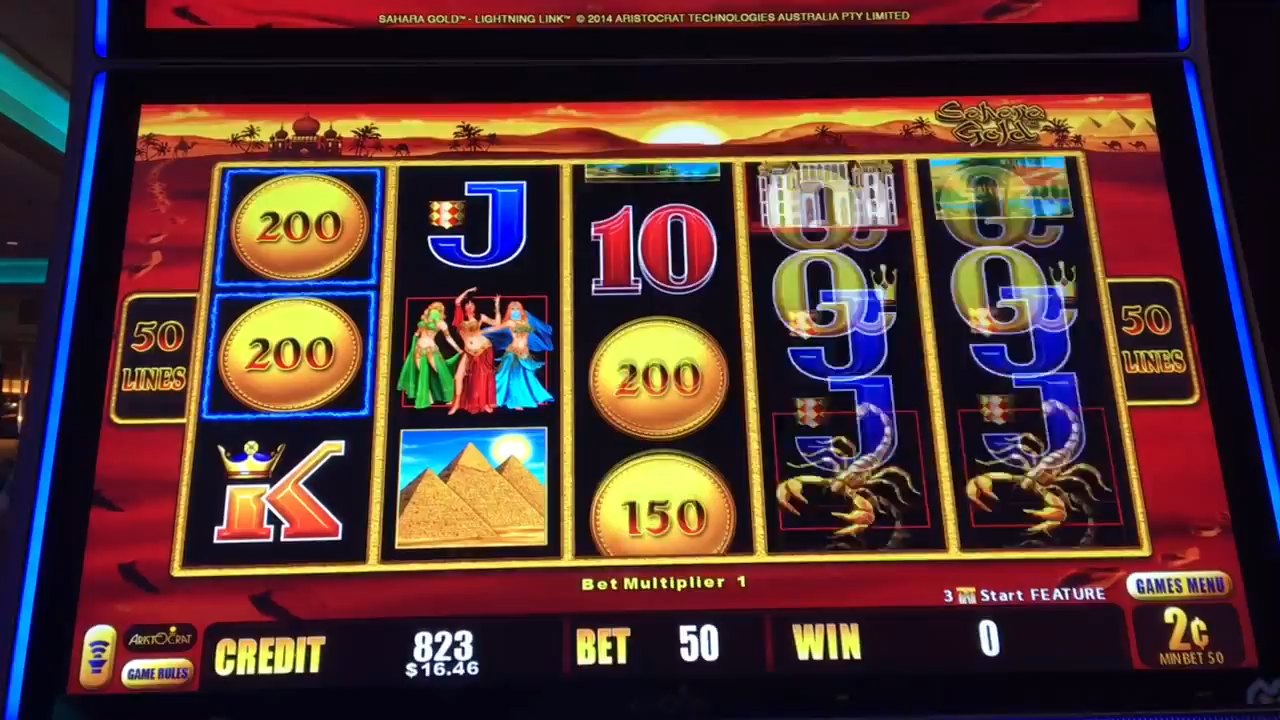 SAHARA GOLD™ - LIGHTNING LINK™ © 2014 ARISTOCRAT TECHNOLOGIES AUSTRALIA PTY LIMITED
Sahara
Gold
200
J
10
Q
Q
50
LINES
200
Q
J
Q
J
50
LINES
200
K
150
J
J
Bet Multiplier 1
3 Start FEATURE
GAMES MENU
ARISTOCRAT
GAME RULES
CREDIT
823
$16.46
BET 50
WIN 0
2¢
MIN BET 50